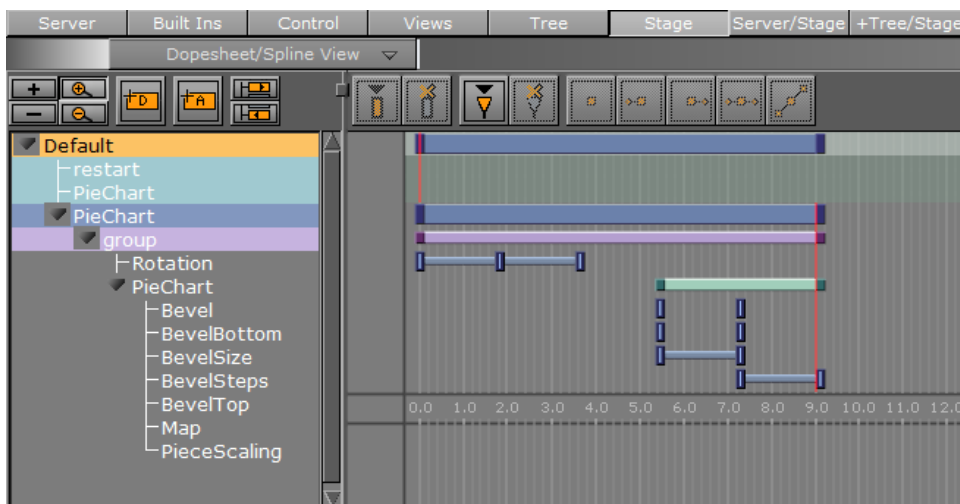 Server Built Ins Control Views Tree Stage Server/Stage +Tree/Stage
Dopesheet/Spline View
D A
Default
restart
PieChart
PieChart
group
Rotation
PieChart
Bevel
BevelBottom
BevelSize
BevelSteps
BevelTop
Map
PieceScaling
0.0 1.0 2.0 3.0 4.0 5.0 6.0 7.0 8.0 9.0 10.0 11.0 12.0